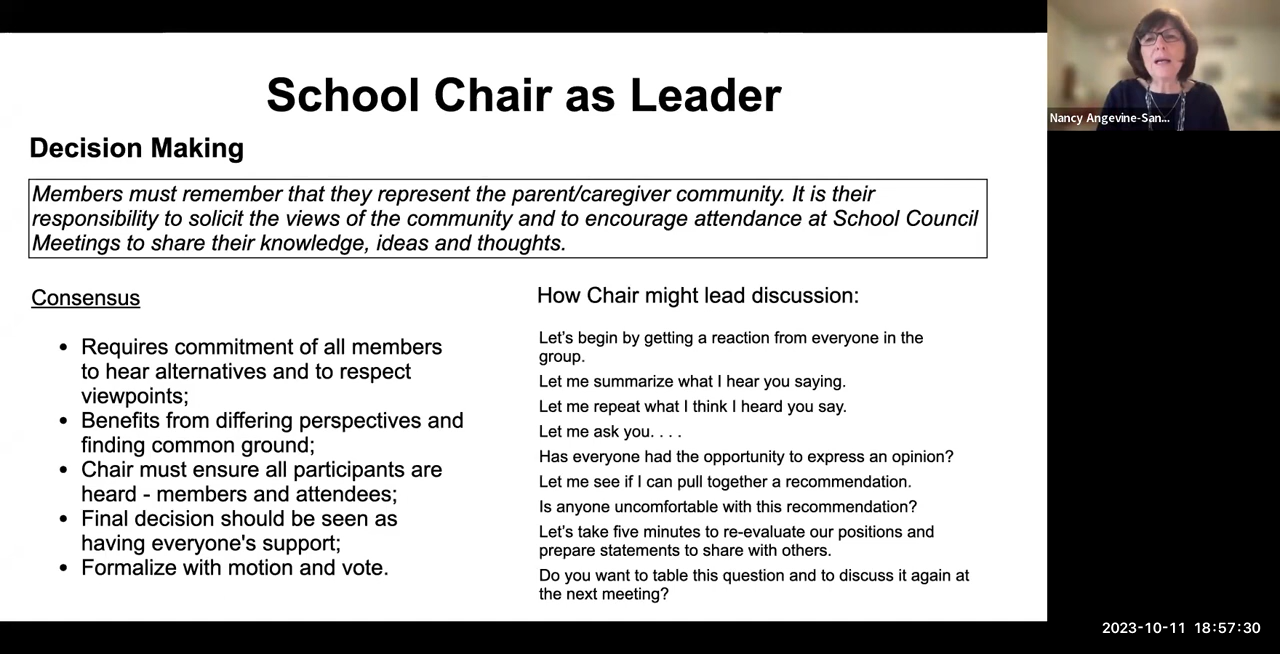 School Chair as Leader
Decision Making
Members must remember that they represent the parent/caregiver community. It is their
responsibility to solicit the views of the community and to encourage attendance at School Council
Meetings to share their knowledge, ideas and thoughts.
Consensus
• Requires commitment of all members
to hear alternatives and to respect
viewpoints;
• Benefits from differing perspectives and
finding common ground;
• Chair must ensure all participants are
heard - members and attendees;
• Final decision should be seen as
having everyone's support;
• Formalize with motion and vote.
How Chair might lead discussion:
Let's begin by getting a reaction from everyone in the
group.
Let me summarize what I hear you saying.
Let me repeat what I think I heard you say.
Let me ask you. . . .
Has everyone had the opportunity to express an opinion?
Let me see if I can pull together a recommendation.
Is anyone uncomfortable with this recommendation?
Let's take five minutes to re-evaluate our positions and
prepare statements to share with others.
Do you want to table this question and to discuss it again at
the next meeting?
Nancy Angevine-San...
2023-10-11 18:57:30